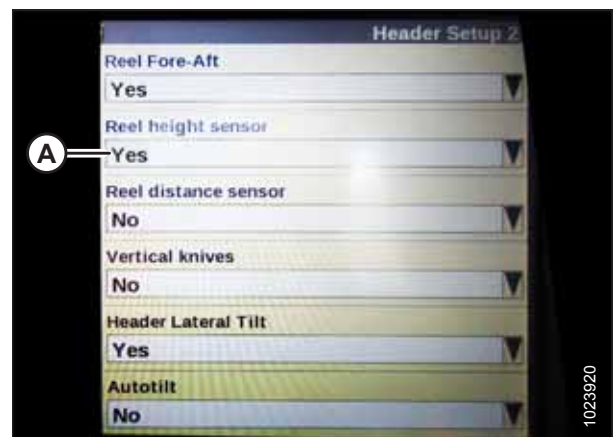 Header Setup 2
Reel Fore-Aft
Yes
Reel height sensor
A
Yes
Reel distance sensor
No
Vertical knives
No
Header Lateral Tilt
Yes
Autotilt
No
1023920